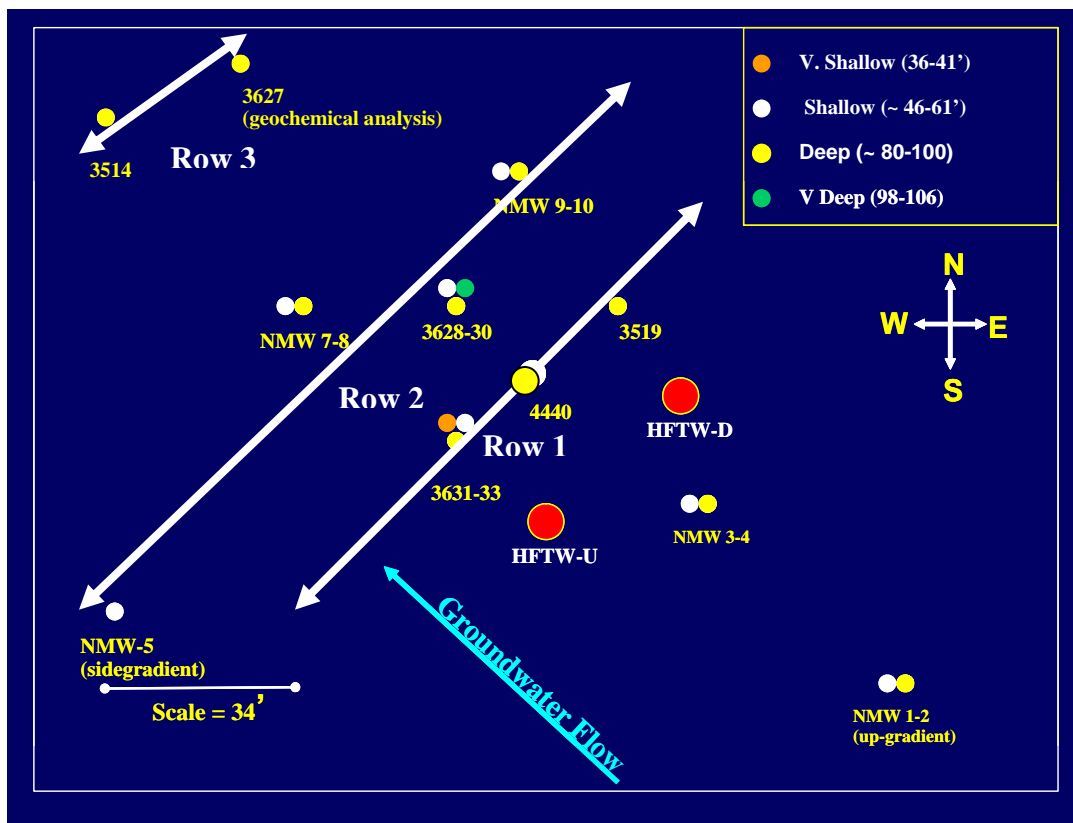 3627
(geochemical analysis)
3514
Row 3
V. Shallow (36-41’)
Shallow (~ 46-61’)
Deep (~ 80-100)
V Deep (98-106)
NMW 9-10
N
W E
S
NMW 7-8
3628-30
3519
Row 2
4440
HFTW-D
Row 1
3631-33
NMW 3-4
HFTW-U
Groundwater Flow
NMW-5
(sidegradient)
Scale = 34’
NMW 1-2
(up-gradient)